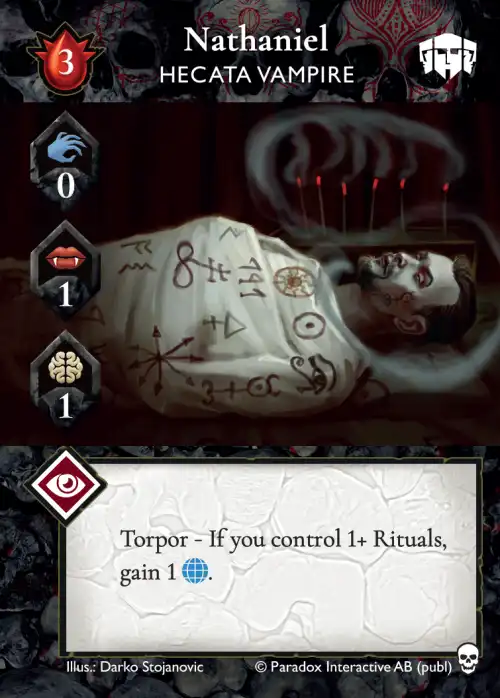 Nathaniel
3
HECATA VAMPIRE
0
1
1
Torpor - If you control 1+ Rituals,
gain 1 .
Illus.: Darko Stojanovic
© Paradox Interactive AB (publ)